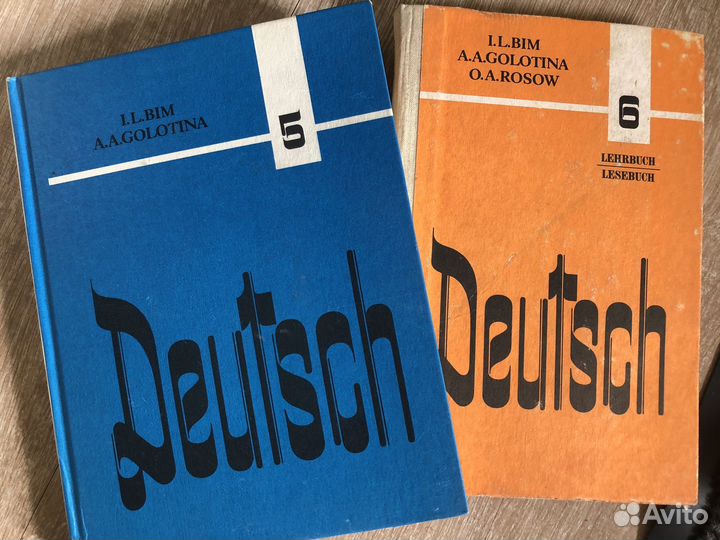 I.L.BIM
A.A.GOLOTINA
5
Deutsch
I.L.BIM
A.A.GOLOTINA
O.A.ROSOW
6
LEHRBUCH
LESEBUCH
Deutsch
Avito